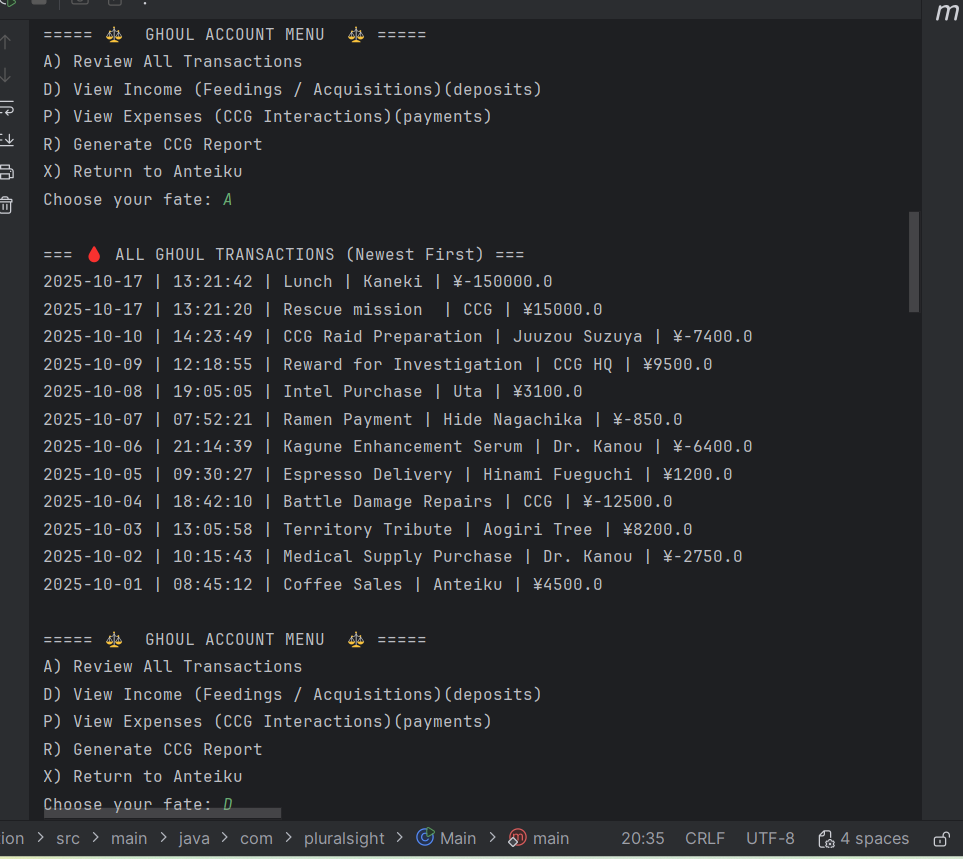 m
===== ⚖️ GHOUL ACCOUNT MENU ⚖️ =====
A) Review All Transactions
D) View Income (Feedings / Acquisitions)(deposits)
P) View Expenses (CCG Interactions)(payments)
R) Generate CCG Report
X) Return to Anteiku
Choose your fate: A
=== 🩸 ALL GHOUL TRANSACTIONS (Newest First) ===
2025-10-17 | 13:21:42 | Lunch | Kaneki | ¥-150000.0
2025-10-17 | 13:21:20 | Rescue mission  | CCG | ¥15000.0
2025-10-10 | 14:23:49 | CCG Raid Preparation | Juuzou Suzuya | ¥-7400.0
2025-10-09 | 12:18:55 | Reward for Investigation | CCG HQ | ¥9500.0
2025-10-08 | 19:05:05 | Intel Purchase | Uta | ¥3100.0
2025-10-07 | 07:52:21 | Ramen Payment | Hide Nagachika | ¥-850.0
2025-10-06 | 21:14:39 | Kagune Enhancement Serum | Dr. Kanou | ¥-6400.0
2025-10-05 | 09:30:27 | Espresso Delivery | Hinami Fueguchi | ¥1200.0
2025-10-04 | 18:42:10 | Battle Damage Repairs | CCG | ¥-12500.0
2025-10-03 | 13:05:58 | Territory Tribute | Aogiri Tree | ¥8200.0
2025-10-02 | 10:15:43 | Medical Supply Purchase | Dr. Kanou | ¥-2750.0
2025-10-01 | 08:45:12 | Coffee Sales | Anteiku | ¥4500.0
===== ⚖️ GHOUL ACCOUNT MENU ⚖️ =====
A) Review All Transactions
D) View Income (Feedings / Acquisitions)(deposits)
P) View Expenses (CCG Interactions)(payments)
R) Generate CCG Report
X) Return to Anteiku
Choose your fate: D
ion > src > main > java > com > pluralsight > Main > m main 20:35 CRLF UTF-8 4 spaces